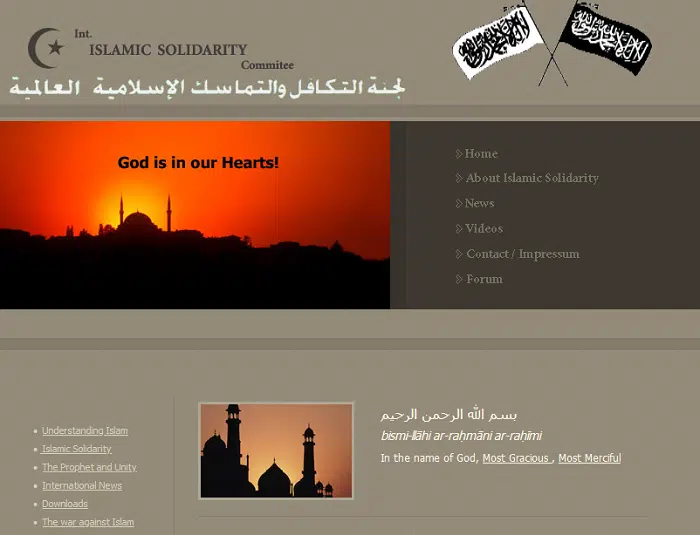 Int.
ISLAMIC SOLIDARITY
Commitee
لجنة التكافل والتماسك الإسلامية العالمية
God is in our Hearts!
Home
About Islamic Solidarity
News
Videos
Contact / Impressum
Forum
Understanding Islam
Islamic Solidarity
The Prophet and Unity
International News
Downloads
The war against Islam
بسم الله الرحمن الرحيم
bismi-llāhi ar-raḥmāni ar-raḥīmi
In the name of God, Most Gracious , Most Merciful